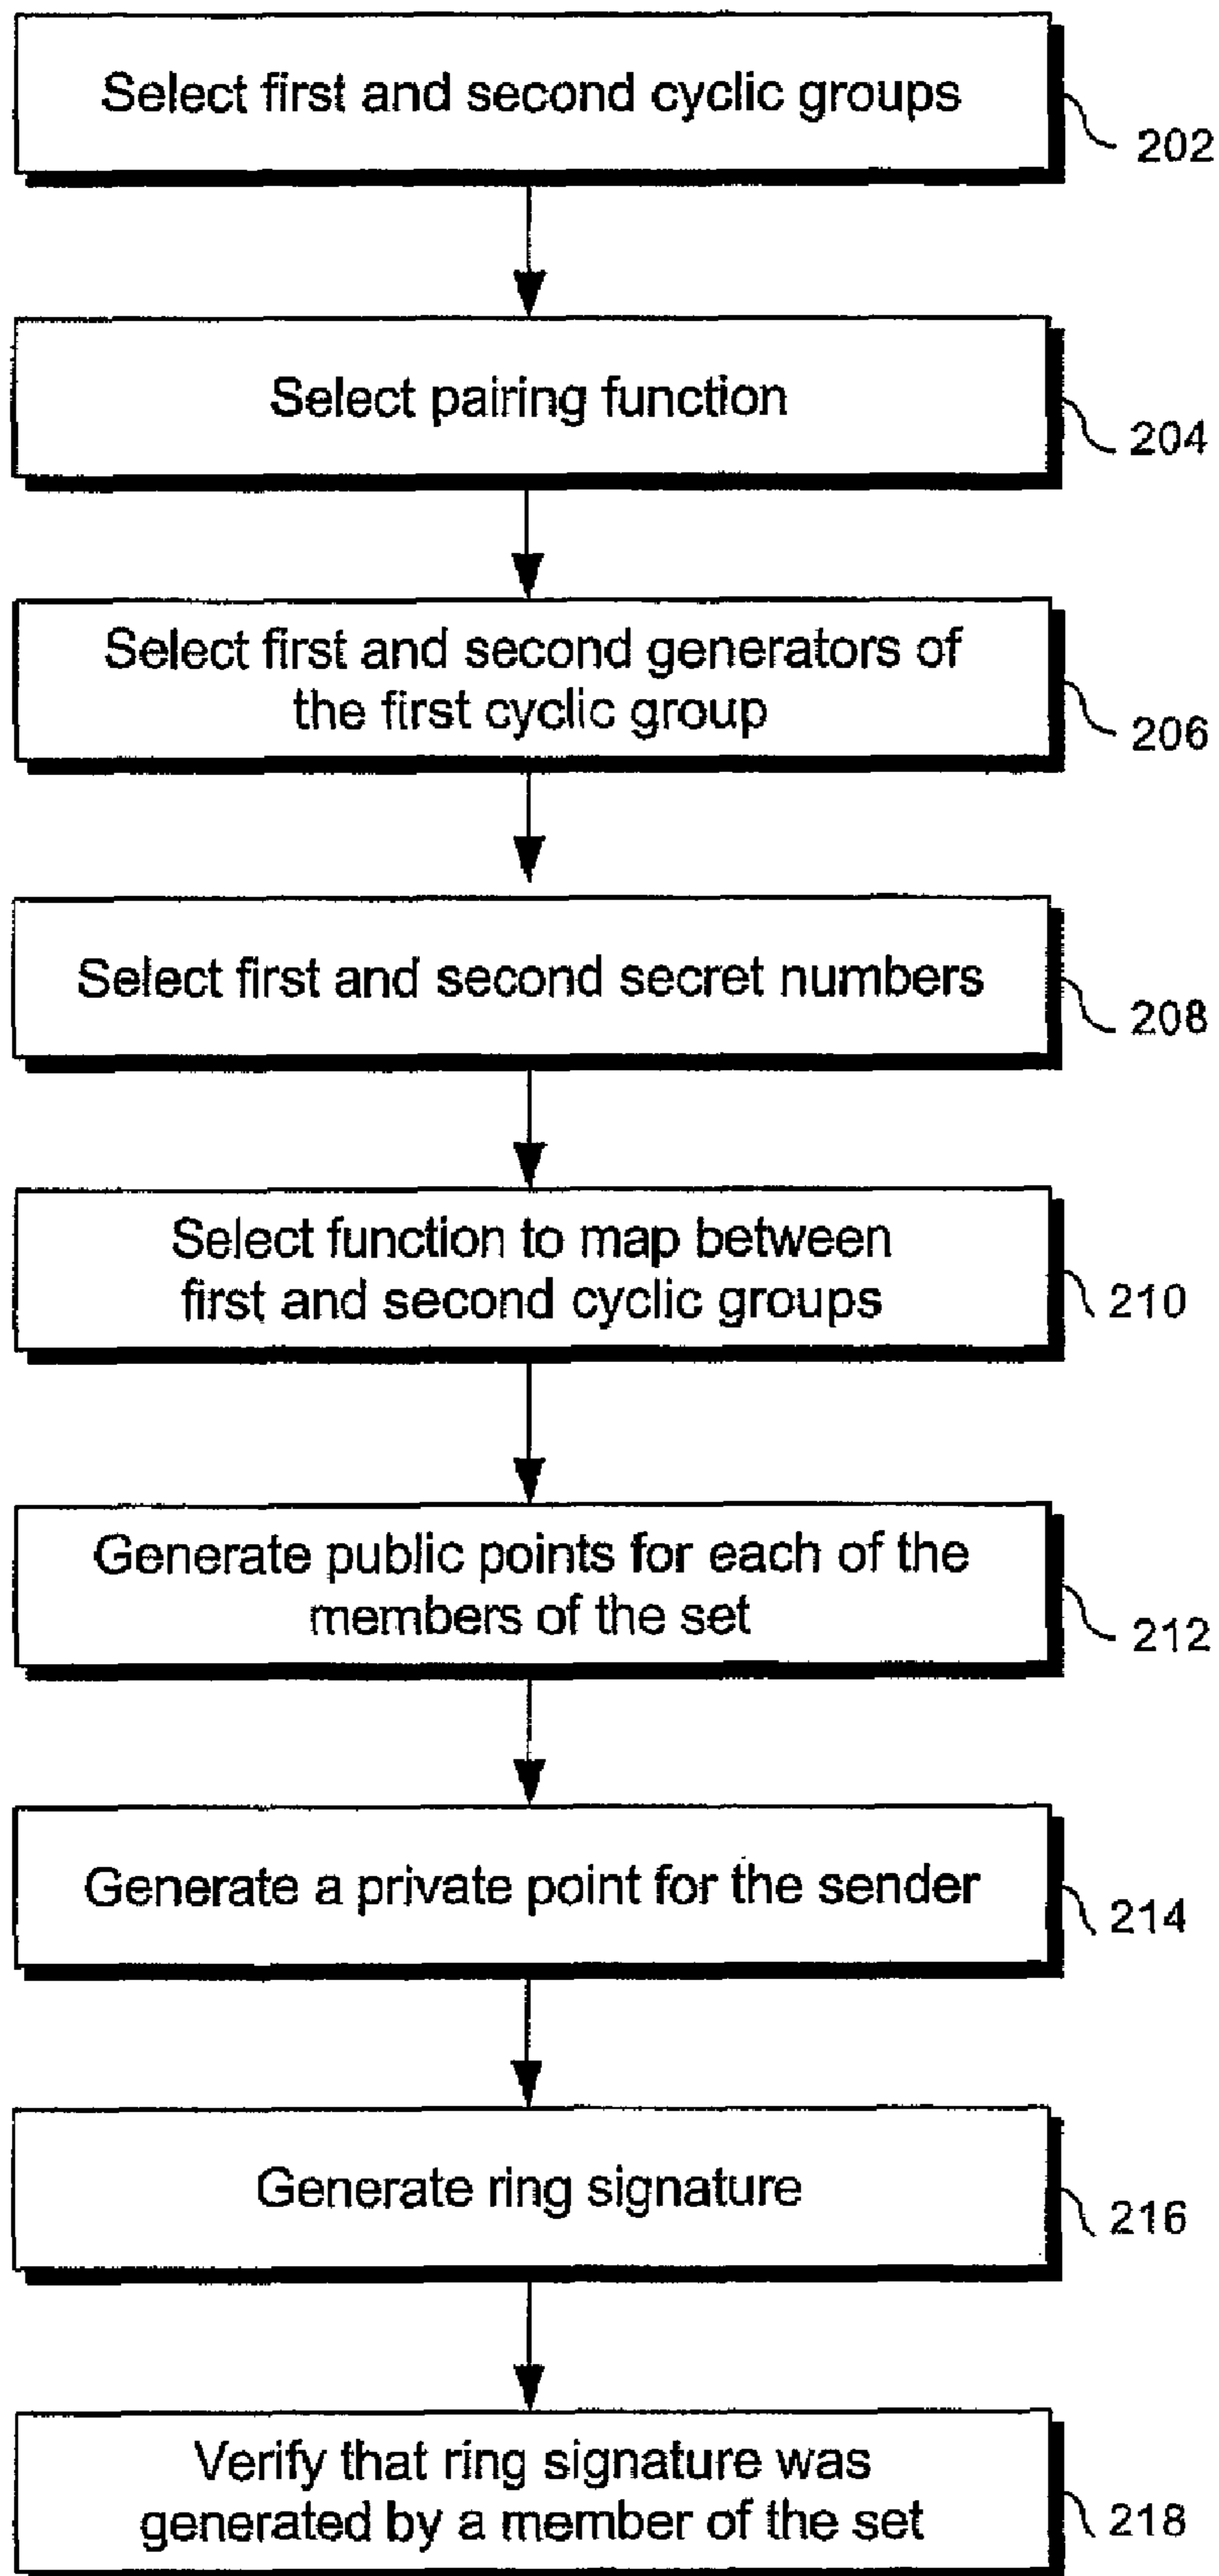 Select first and second cyclic groups
202
Select pairing function
204
Select first and second generators of
the first cyclic group
206
Select first and second secret numbers
208
Select function to map between
first and second cyclic groups
210
Generate public points for each of the
members of the set
212
Generate a private point for the sender
214
Generate ring signature
216
Verify that ring signature was
generated by a member of the set
218